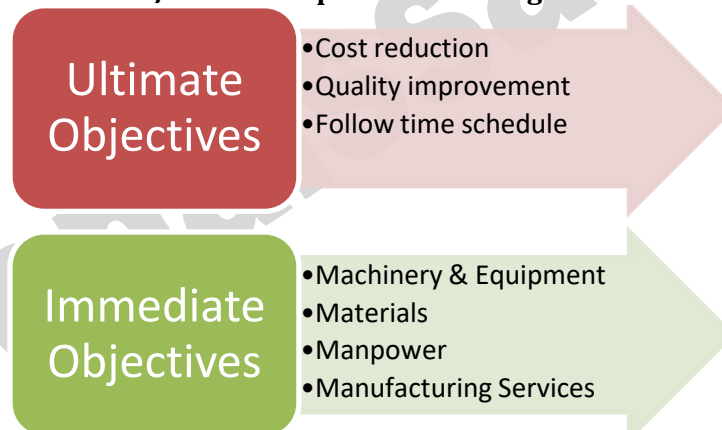 Ultimate
Objectives
•Cost reduction
•Quality improvement
•Follow time schedule
Immediate
Objectives
•Machinery & Equipment
•Materials
•Manpower
•Manufacturing Services